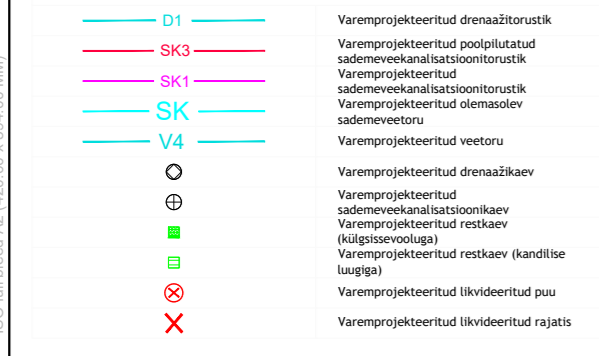 D1 Varemprojekteeritud drenaažitorustik
SK3 Varemprojekteeritud poolpilutatud
sademeveekanalisatsioonitorustik
SK1 Varemprojekteeritud
sademeveekanalisatsioonitorustik
SK Varemprojekteeritud olemasolev
sademeveetoru
V4 Varemprojekteeritud veetoru
Varemprojekteeritud drenaažikaev
Varemprojekteeritud
sademeveekanalisatsioonikaev
Varemprojekteeritud restkaev
(külgsissevooluga)
Varemprojekteeritud restkaev (kandilise
luugiga)
Varemprojekteeritud likvideeritud puu
Varemprojekteeritud likvideeritud rajatis